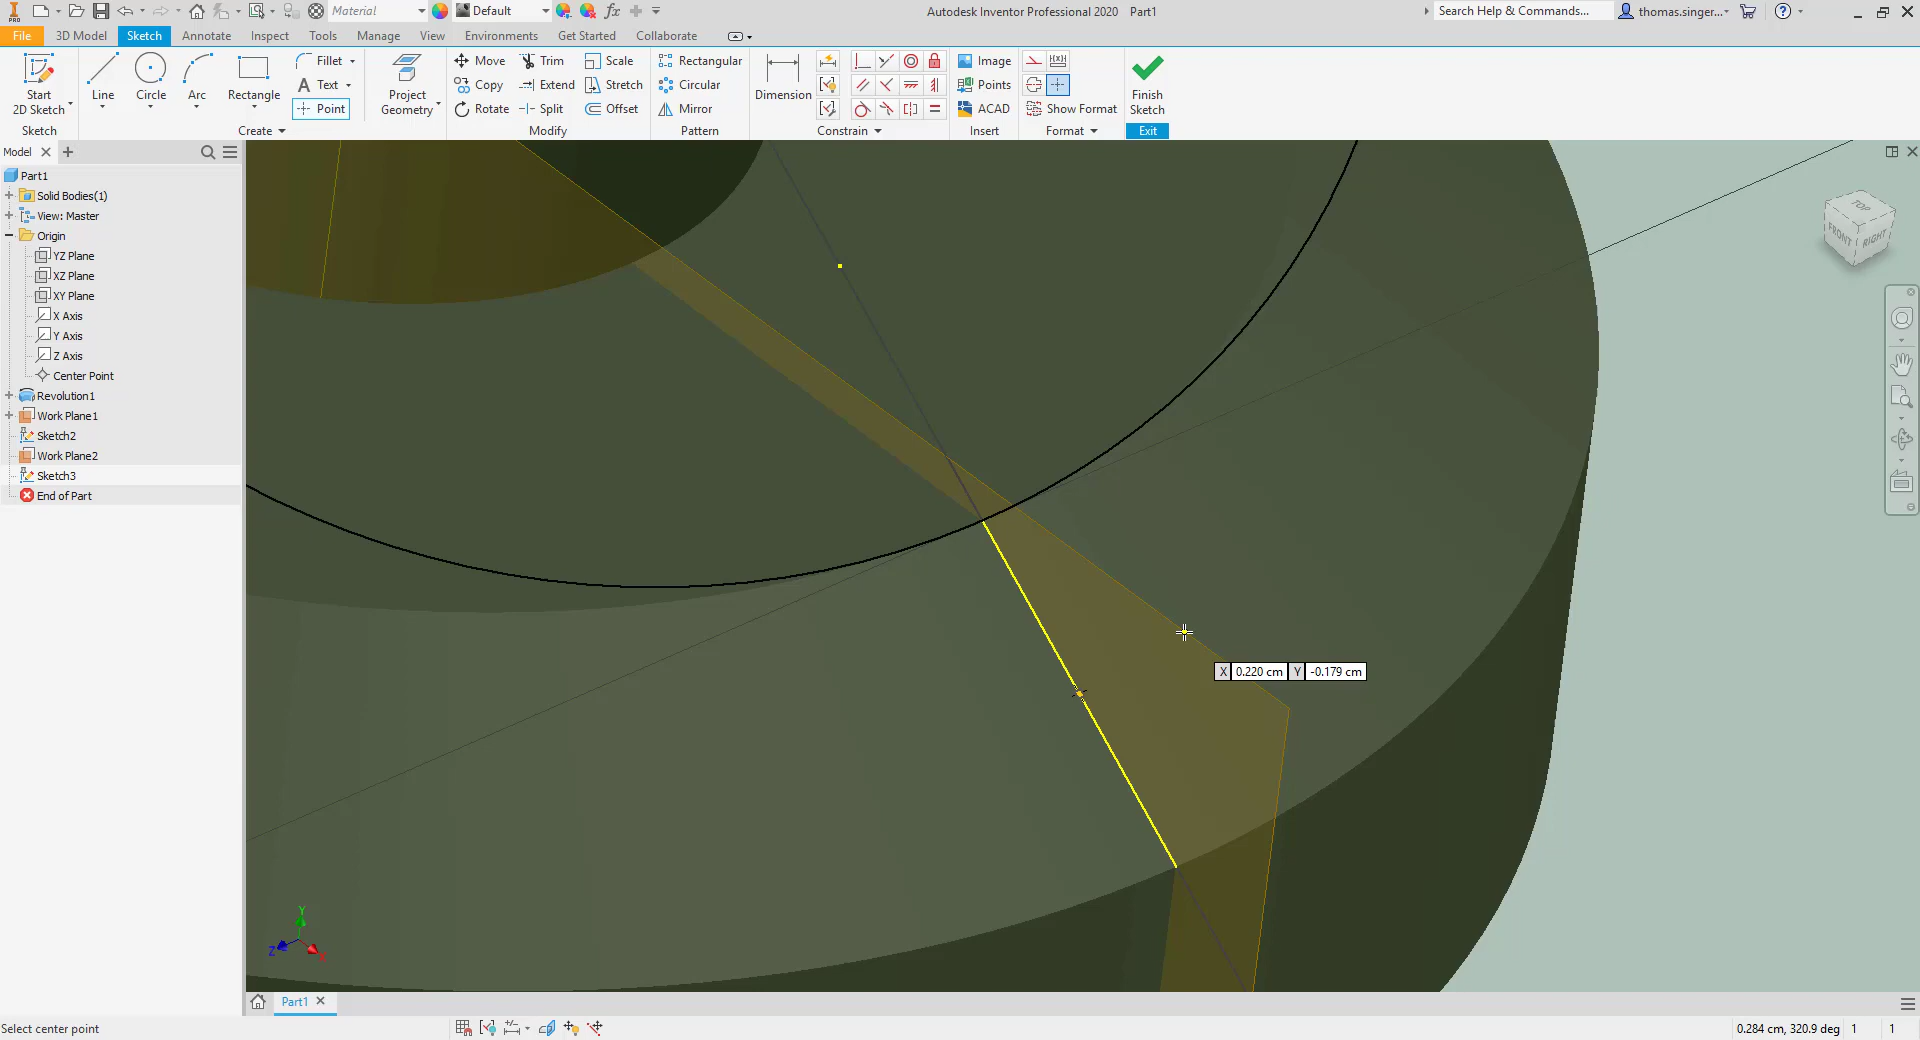 PRO
Material
Default
fx
Autodesk Inventor Professional 2020 Part1
Search Help & Commands...
thomas.singer...
File
3D Model
Sketch
Annotate
Inspect
Tools
Manage
View
Environments
Get Started
Collaborate
Start
2D Sketch
Line
Circle
Arc
Rectangle
Fillet
Text
Point
Project
Geometry
Move
Copy
Rotate
Trim
Extend
Split
Scale
Stretch
Offset
Rectangular
Circular
Mirror
Dimension
Image
Points
ACAD
Show Format
Finish
Sketch
Sketch
Create
Modify
Pattern
Constrain
Insert
Format
Exit
Model
Part1
Solid Bodies(1)
View: Master
Origin
YZ Plane
XZ Plane
XY Plane
X Axis
Y Axis
Z Axis
Center Point
Revolution1
Work Plane1
Sketch2
Work Plane2
Sketch3
End of Part
TOP
FRONT
RIGHT
X 0.220 cm Y -0.179 cm
Y
Z
X
Part1
Select center point
0.284 cm, 320.9 deg 1 1